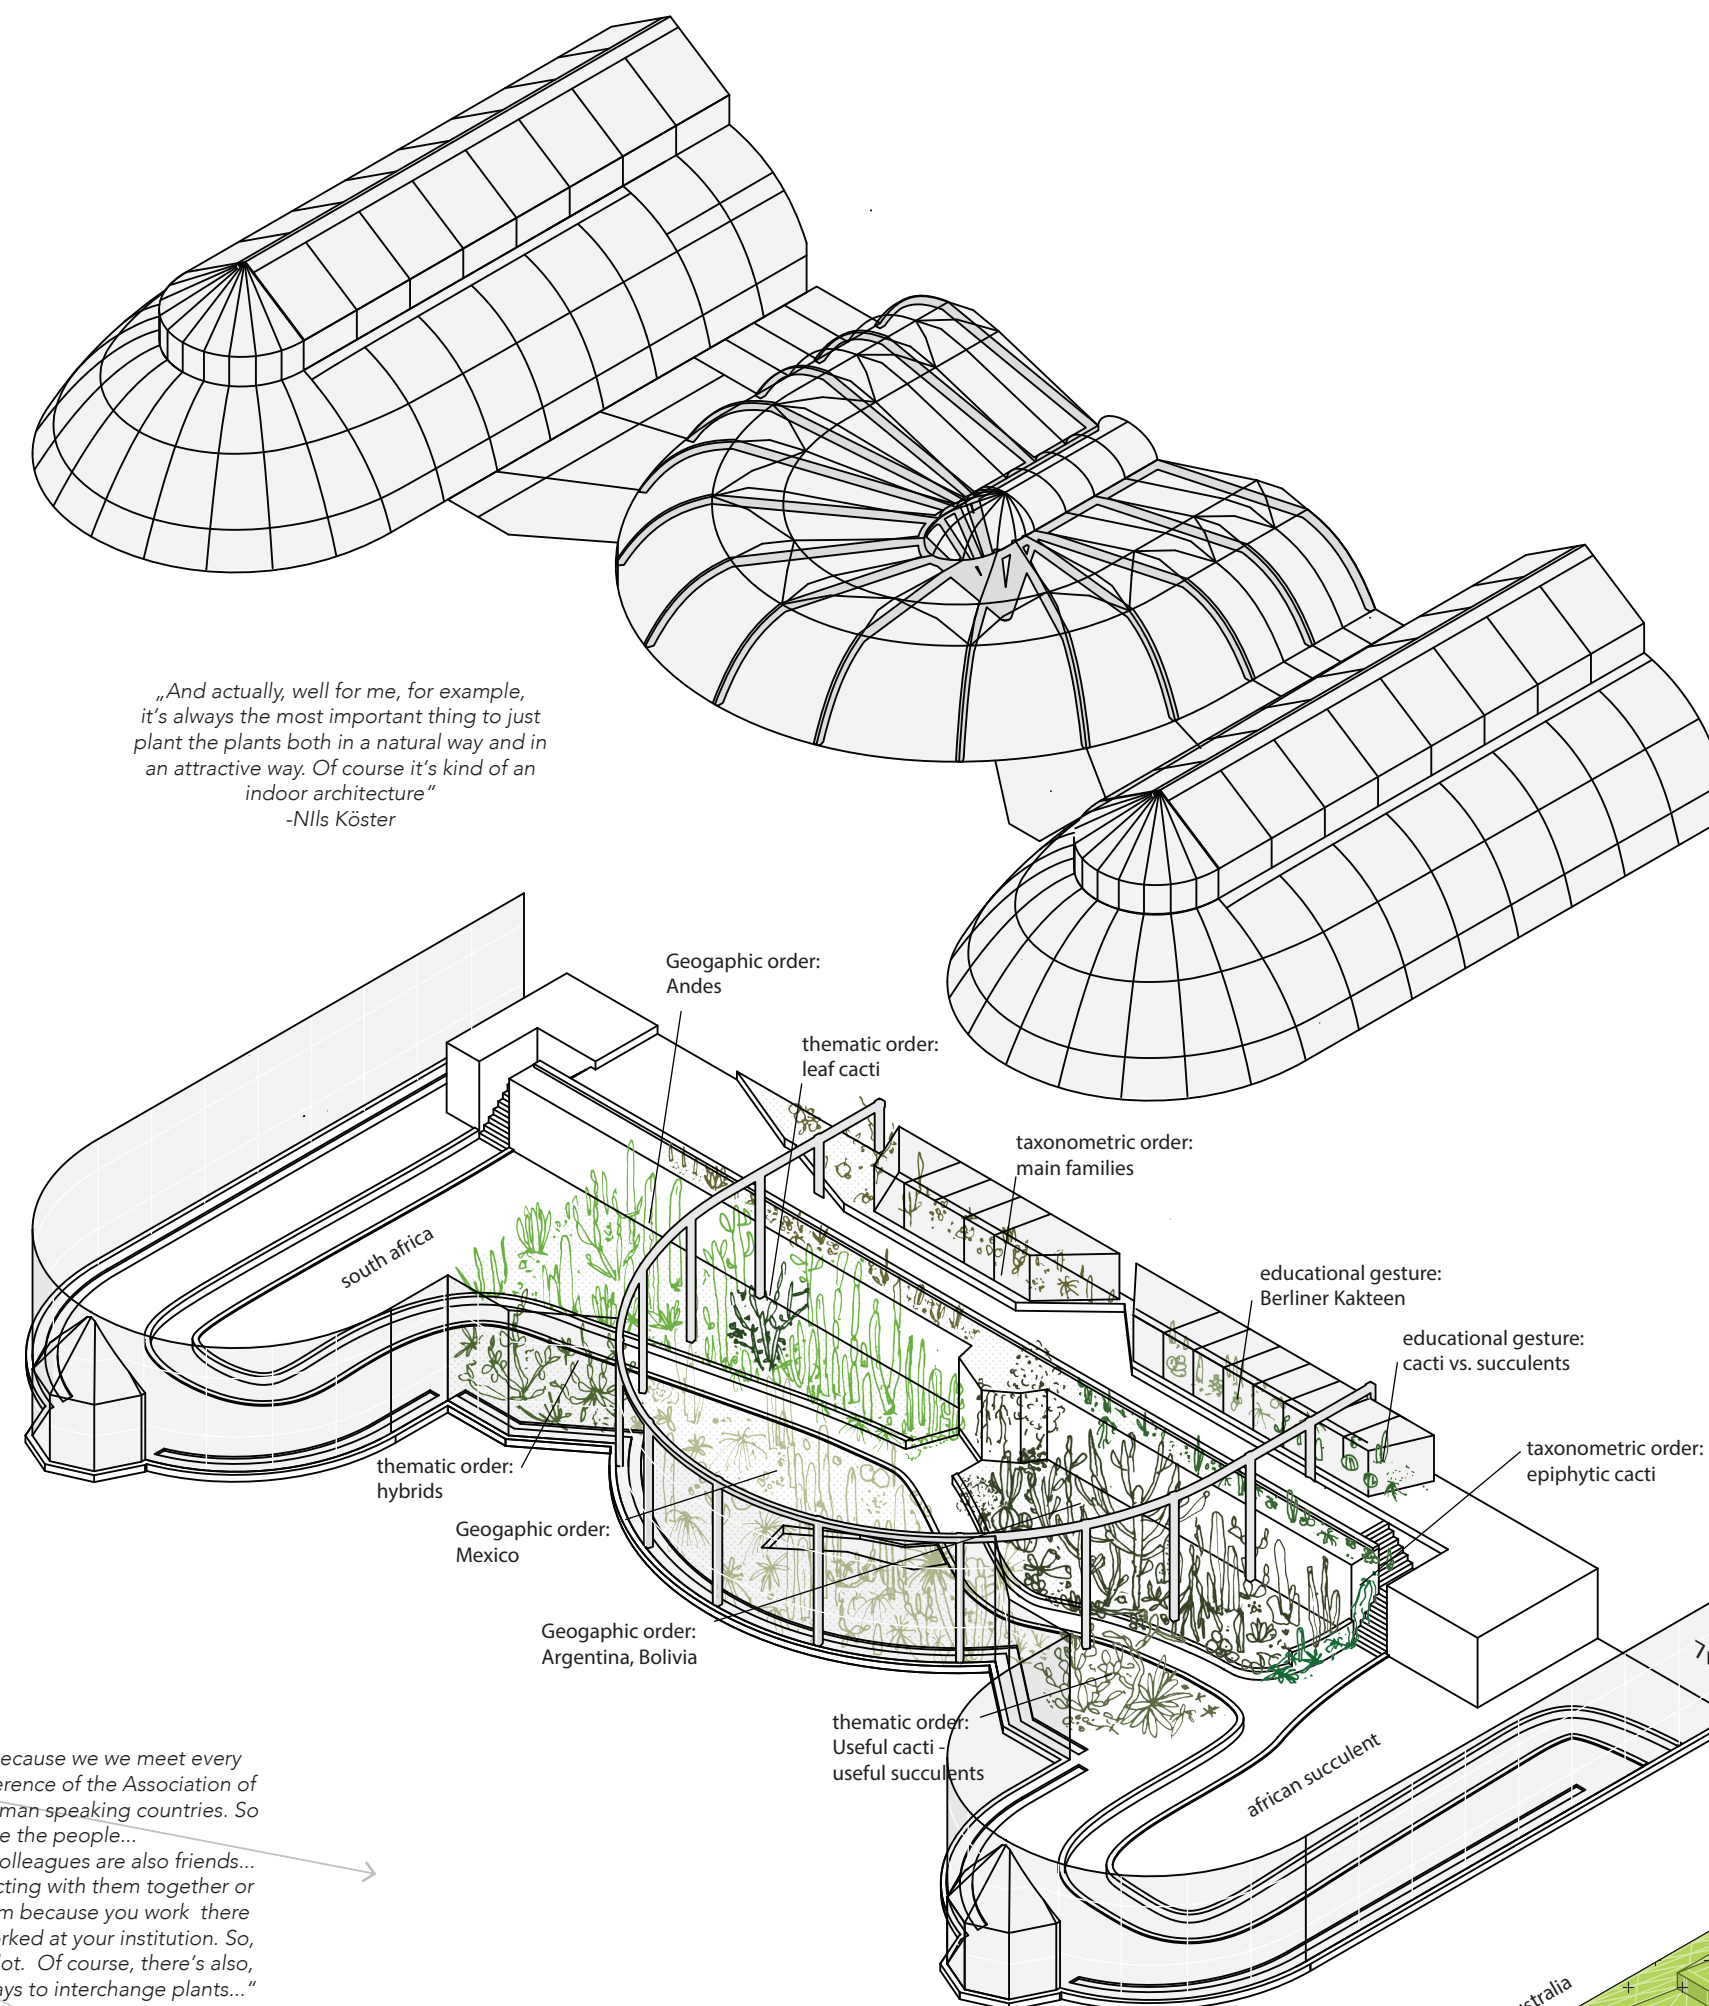 „And actually, well for me, for example,
it's always the most important thing to just
plant the plants both in a natural way and in
an attractive way. Of course it's kind of an
indoor architecture“
-NIls Köster
Geogaphic order:
Andes
thematic order:
leaf cacti
taxonometric order:
main families
educational gesture:
Berliner Kakteen
educational gesture:
cacti vs. succulents
taxonometric order:
epiphytic cacti
south africa
thematic order:
hybrids
Geogaphic order:
Mexico
Geogaphic order:
Argentina, Bolivia
thematic order:
Useful cacti -
useful succulents
african succulent
ecause we we meet every
erence of the Association of
man speaking countries. So
e the people...
olleagues are also friends...
cting with them together or
m because you work there
rked at your institution. So,
lot. Of course, there's also,
ays to interchange plants...“
stralia